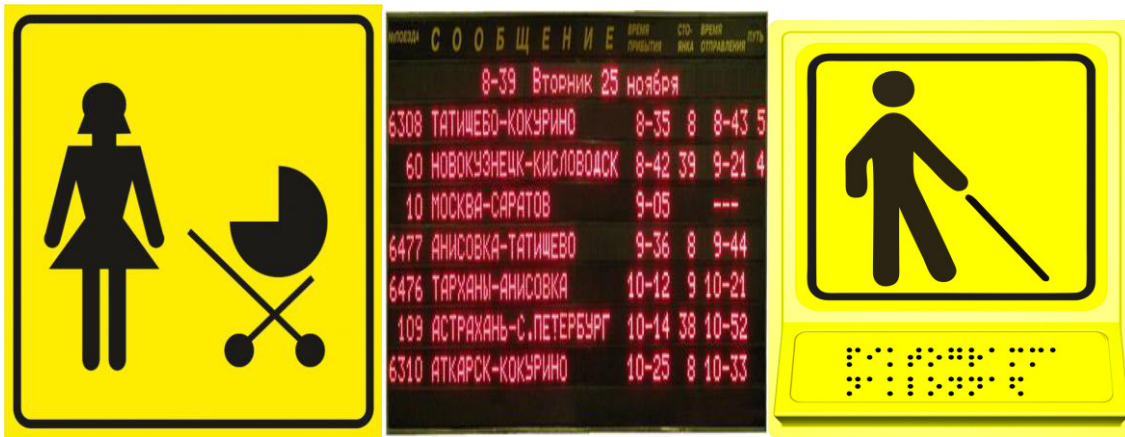 №ПОЕЗДА СООБЩЕНИЕ ВРЕМЯ ПРИБЫТИЯ СТО-ЯНКА ВРЕМЯ ОТПРАВЛЕНИЯ ПУТЬ
8-39 Вторник 25 ноября
6308 ТАТИЩЕВО-КОКУРИНО 8-35 8 8-43 5
60 НОВОКУЗНЕЦК-КИСЛОВОДСК 8-42 39 9-21 4
10 МОСКВА-САРАТОВ 9-05 ---
6477 АНИСОВКА-ТАТИЩЕВО 9-36 8 9-44
6476 ТАРХАНЫ-АНИСОВКА 10-12 9 10-21
109 АСТРАХАНЬ-С.ПЕТЕРБУРГ 10-14 38 10-52
6310 АТКАРСК-КОКУРИНО 10-25 8 10-33